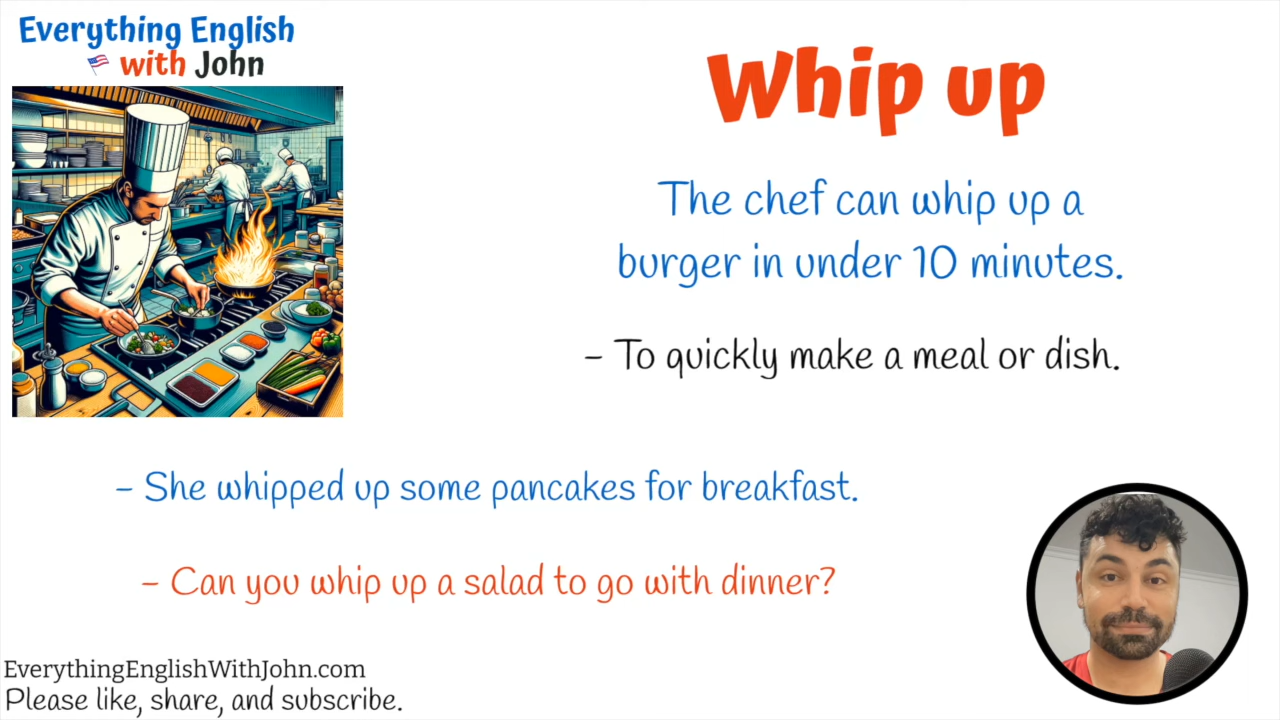 Everything English
with John
Whip up
The chef can whip up a
burger in under 10 minutes.
- To quickly make a meal or dish.
- She whipped up some pancakes for breakfast.
- Can you whip up a salad to go with dinner?
EverythingEnglishWithJohn.com
Please like, share, and subscribe.